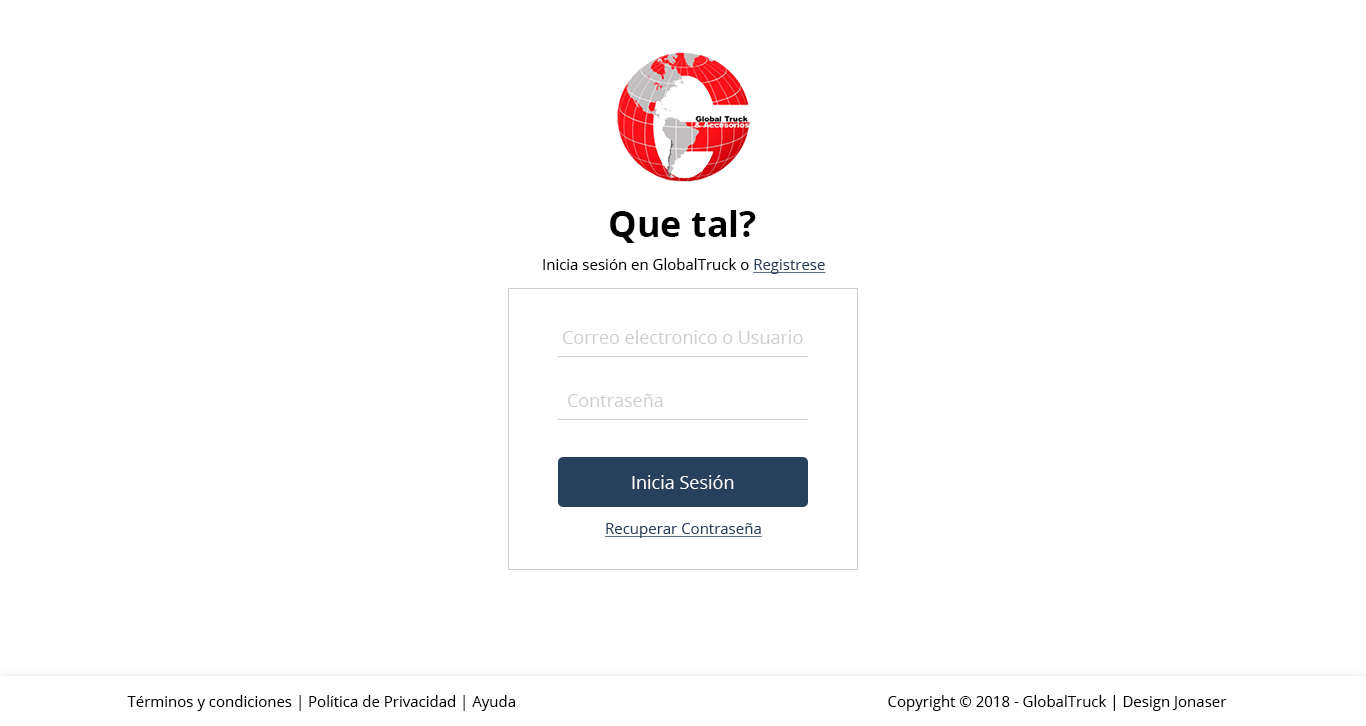 Global Truck
& Accesorios
Que tal?
Inicia sesión en GlobalTruck o Registrese
Correo electronico o Usuario
Contraseña
Inicia Sesión
Recuperar Contraseña
Términos y condiciones | Política de Privacidad | Ayuda
Copyright © 2018 - GlobalTruck | Design Jonaser